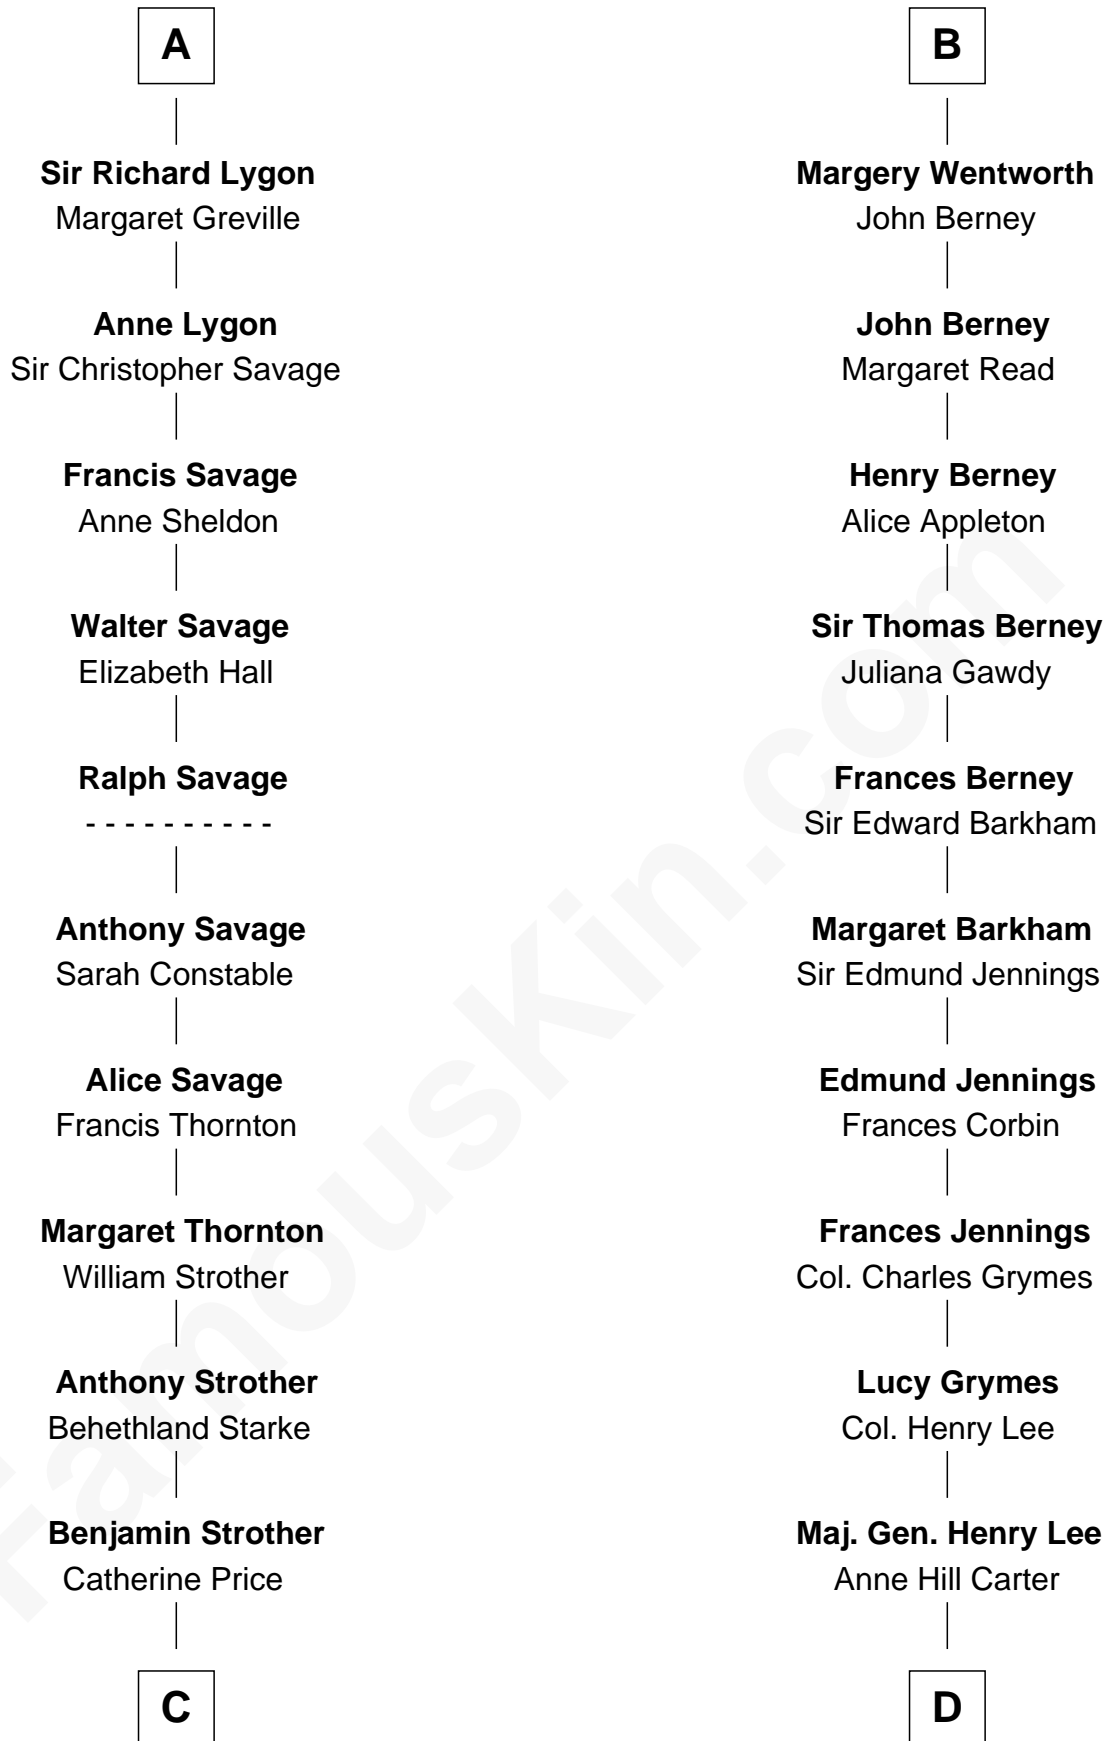 A
Sir Richard Lygon
Margaret Greville
Anne Lygon
Sir Christopher Savage
Francis Savage
Anne Sheldon
Walter Savage
Elizabeth Hall
Ralph Savage
- - - - - - - - - -
Anthony Savage
Sarah Constable
Alice Savage
Francis Thornton
Margaret Thornton
William Strother
Anthony Strother
Behethland Starke
Benjamin Strother
Catherine Price
C
B
Margery Wentworth
John Berney
John Berney
Margaret Read
Henry Berney
Alice Appleton
Sir Thomas Berney
Juliana Gawdy
Frances Berney
Sir Edward Barkham
Margaret Barkham
Sir Edmund Jennings
Edmund Jennings
Frances Corbin
Frances Jennings
Col. Charles Grymes
Lucy Grymes
Col. Henry Lee
Maj. Gen. Henry Lee
Anne Hill Carter
D
FamousKin.com